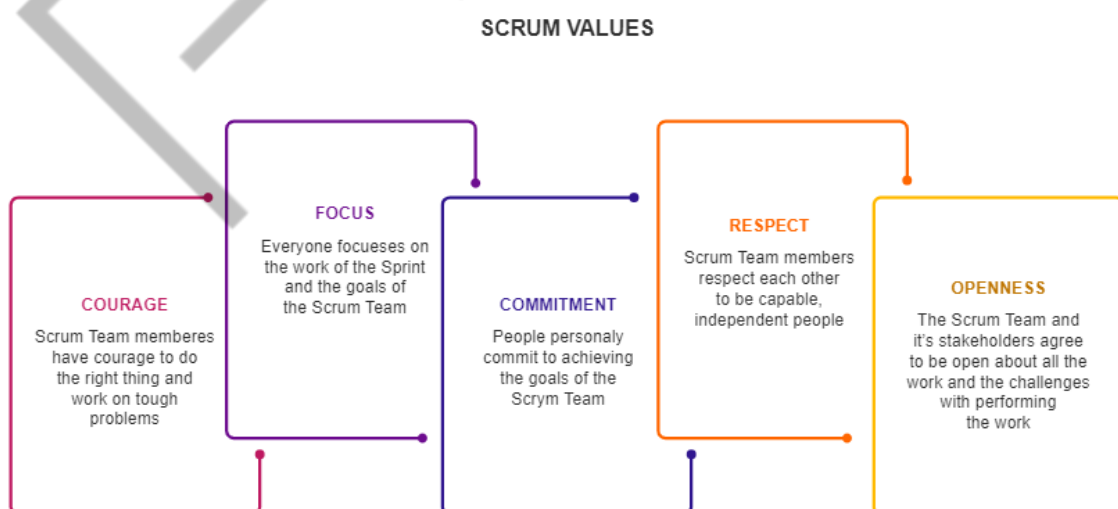 SCRUM VALUES
COURAGE
Scrum Team memberes
have courage to do
the right thing and
work on tough
problems
FOCUS
Everyone focueses on
the work of the Sprint
and the goals of
the Scrum Team
COMMITMENT
People personaly
commit to achieving
the goals of the
Scrym Team
RESPECT
Scrum Team members
respect each other
to be capable,
independent people
OPENNESS
The Scrum Team and
it's stakeholders agree
to be open about all the
work and the challenges
with performing
the work